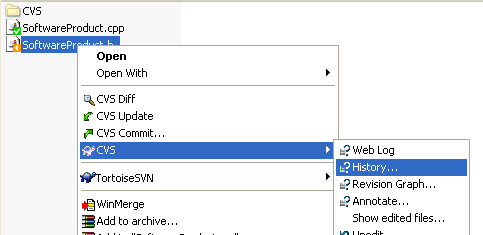 CVS
SoftwareProduct.cpp
SoftwareProduct.h
Open
Open With
CVS Diff
CVS Update
CVS Commit...
CVS
Web Log
History...
Revision Graph...
Annotate...
Show edited files...
Unedit
TortoiseSVN
WinMerge
Add to archive...